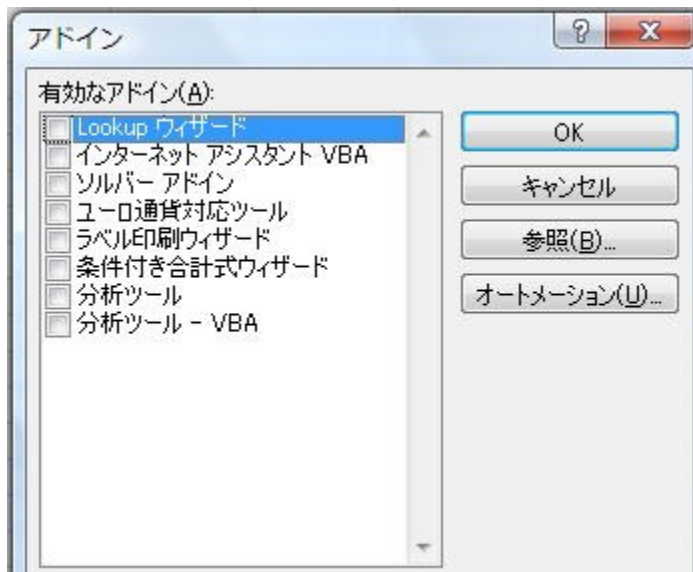 アドイン
有効なアドイン(A):
Lookup ウィザード
インターネット アシスタント VBA
ソルバー アドイン
ユーロ通貨対応ツール
ラベル印刷ウィザード
条件付き合計式ウィザード
分析ツール
分析ツール - VBA
OK
キャンセル
参照(B)...
オートメーション(U)...